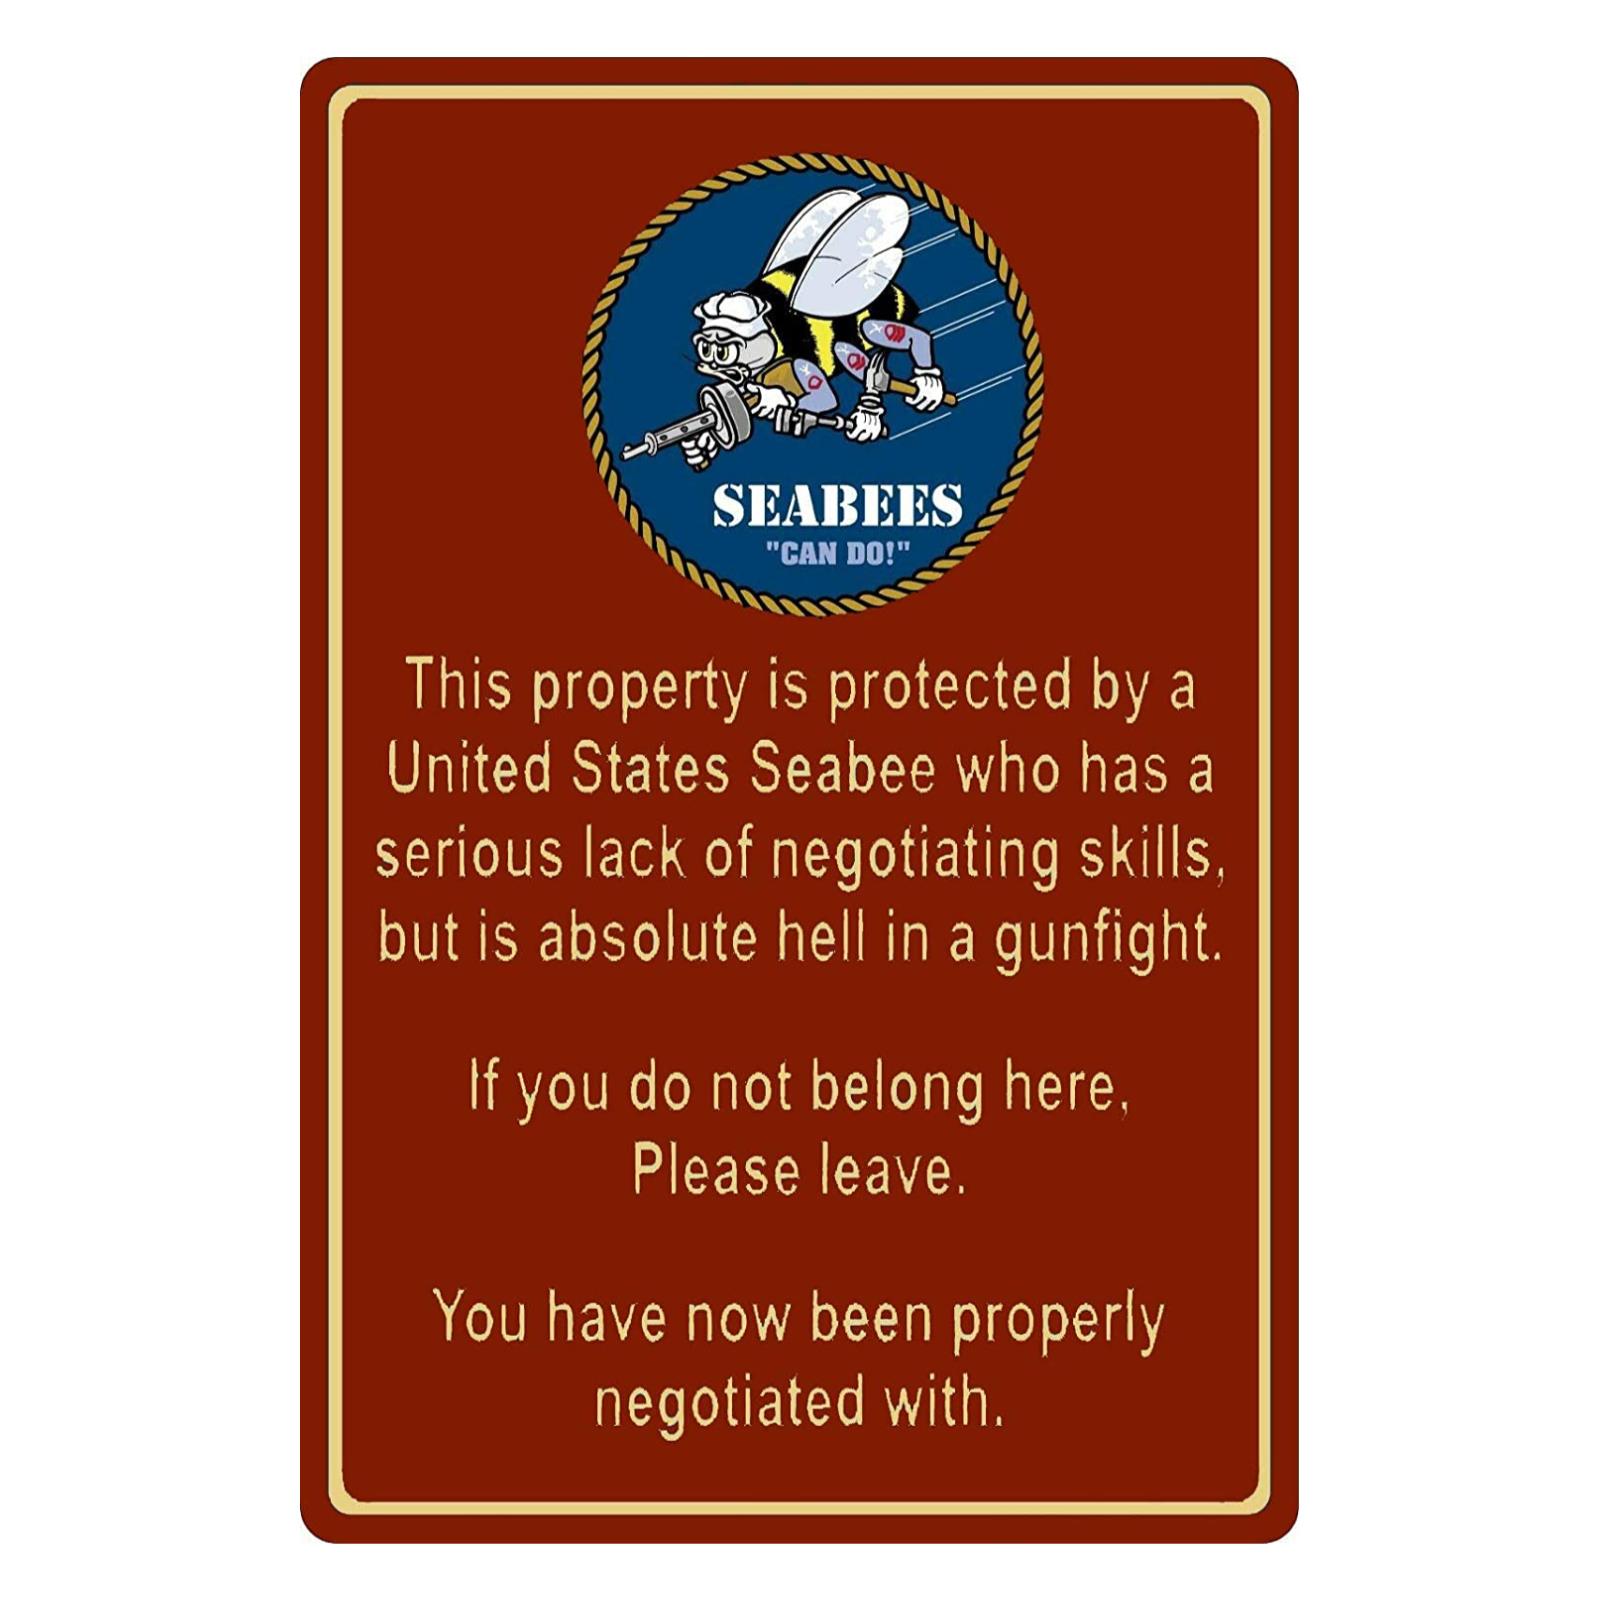 SEABEES
"CAN DO!"
This property is protected by a
United States Seabee who has a
serious lack of negotiating skills,
but is absolute hell in a gunfight.
If you do not belong here,
Please leave.
You have now been properly
negotiated with.